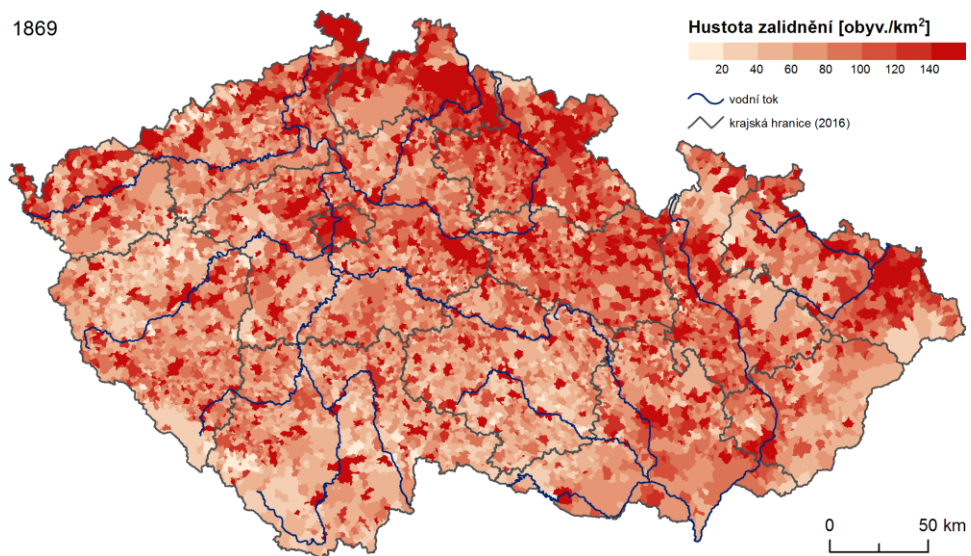 1869
Hustota zalidnění [obyv./km²]
20 40 60 80 100 120 140
vodní tok
krajská hranice (2016)
0 50 km